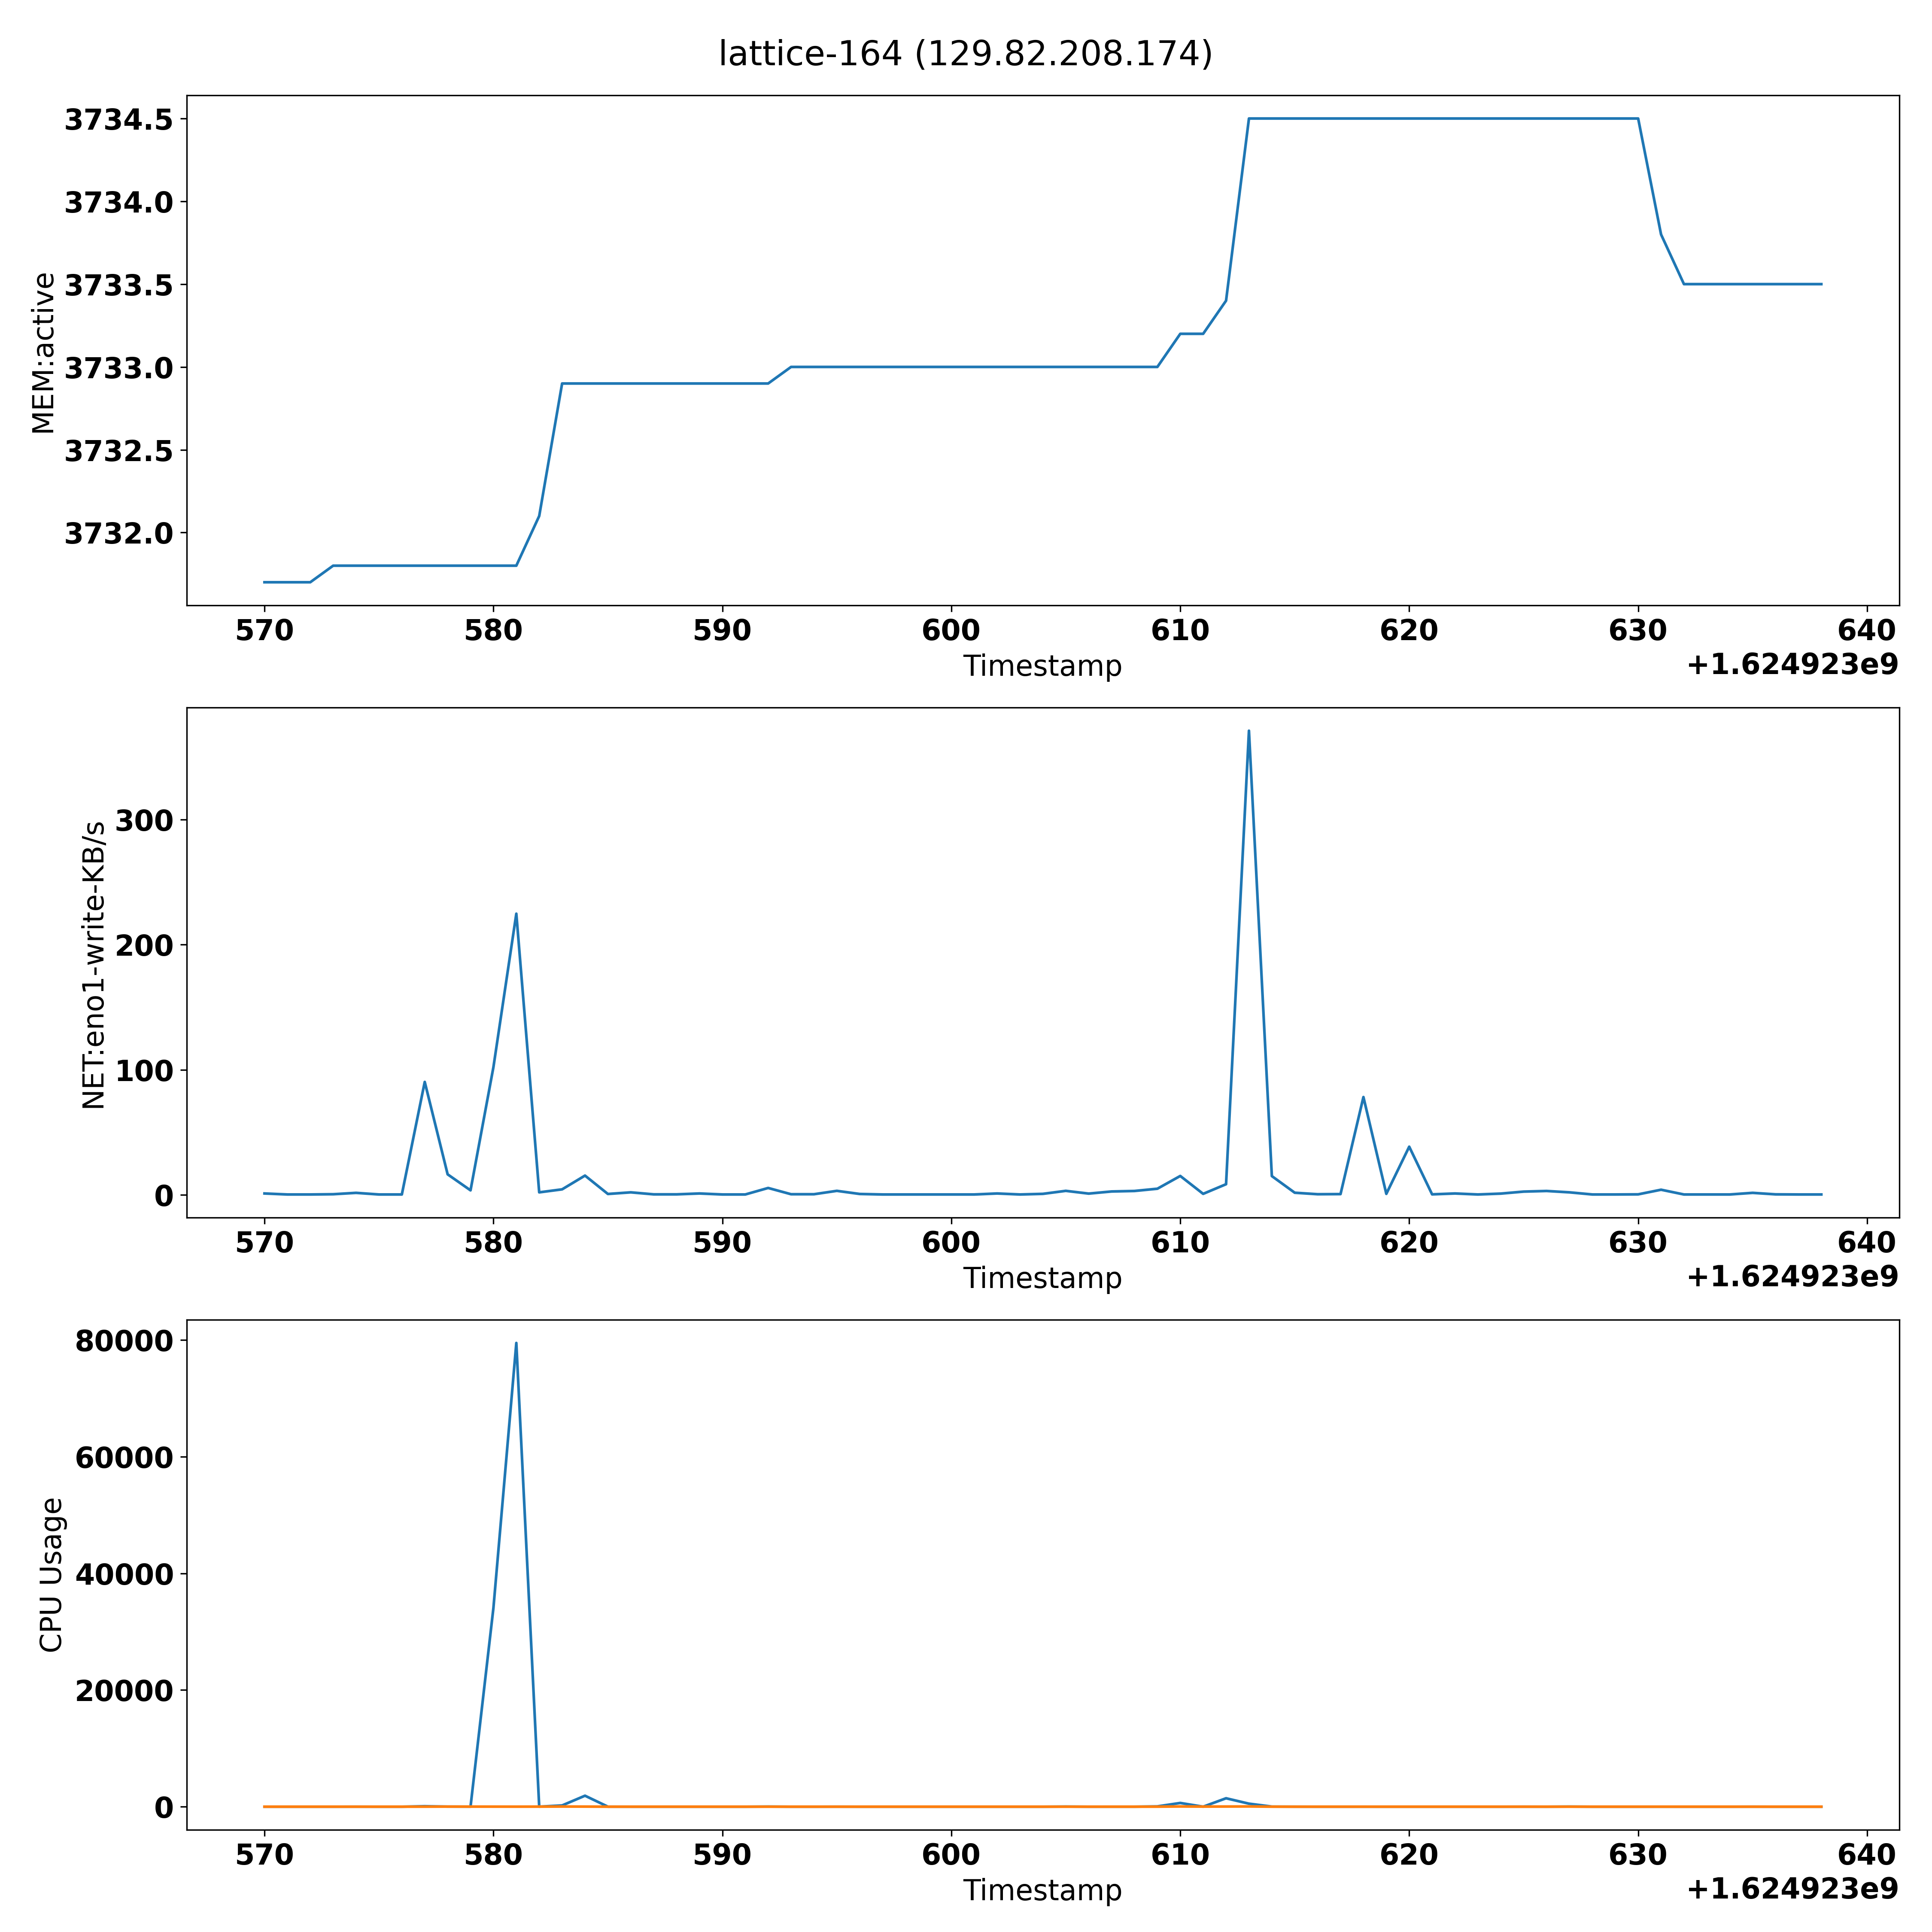 lattice-164 (129.82.208.174)
3734.5
3734.0
3733.5
3733.0
3732.5
3732.0
MEM:active
570 580 590 600 610 620 630 640
Timestamp
+1.624923e9
300
200
100
0
NET:eno1-write-KB/s
570 580 590 600 610 620 630 640
Timestamp
+1.624923e9
80000
60000
40000
20000
0
CPU Usage
570 580 590 600 610 620 630 640
Timestamp
+1.624923e9